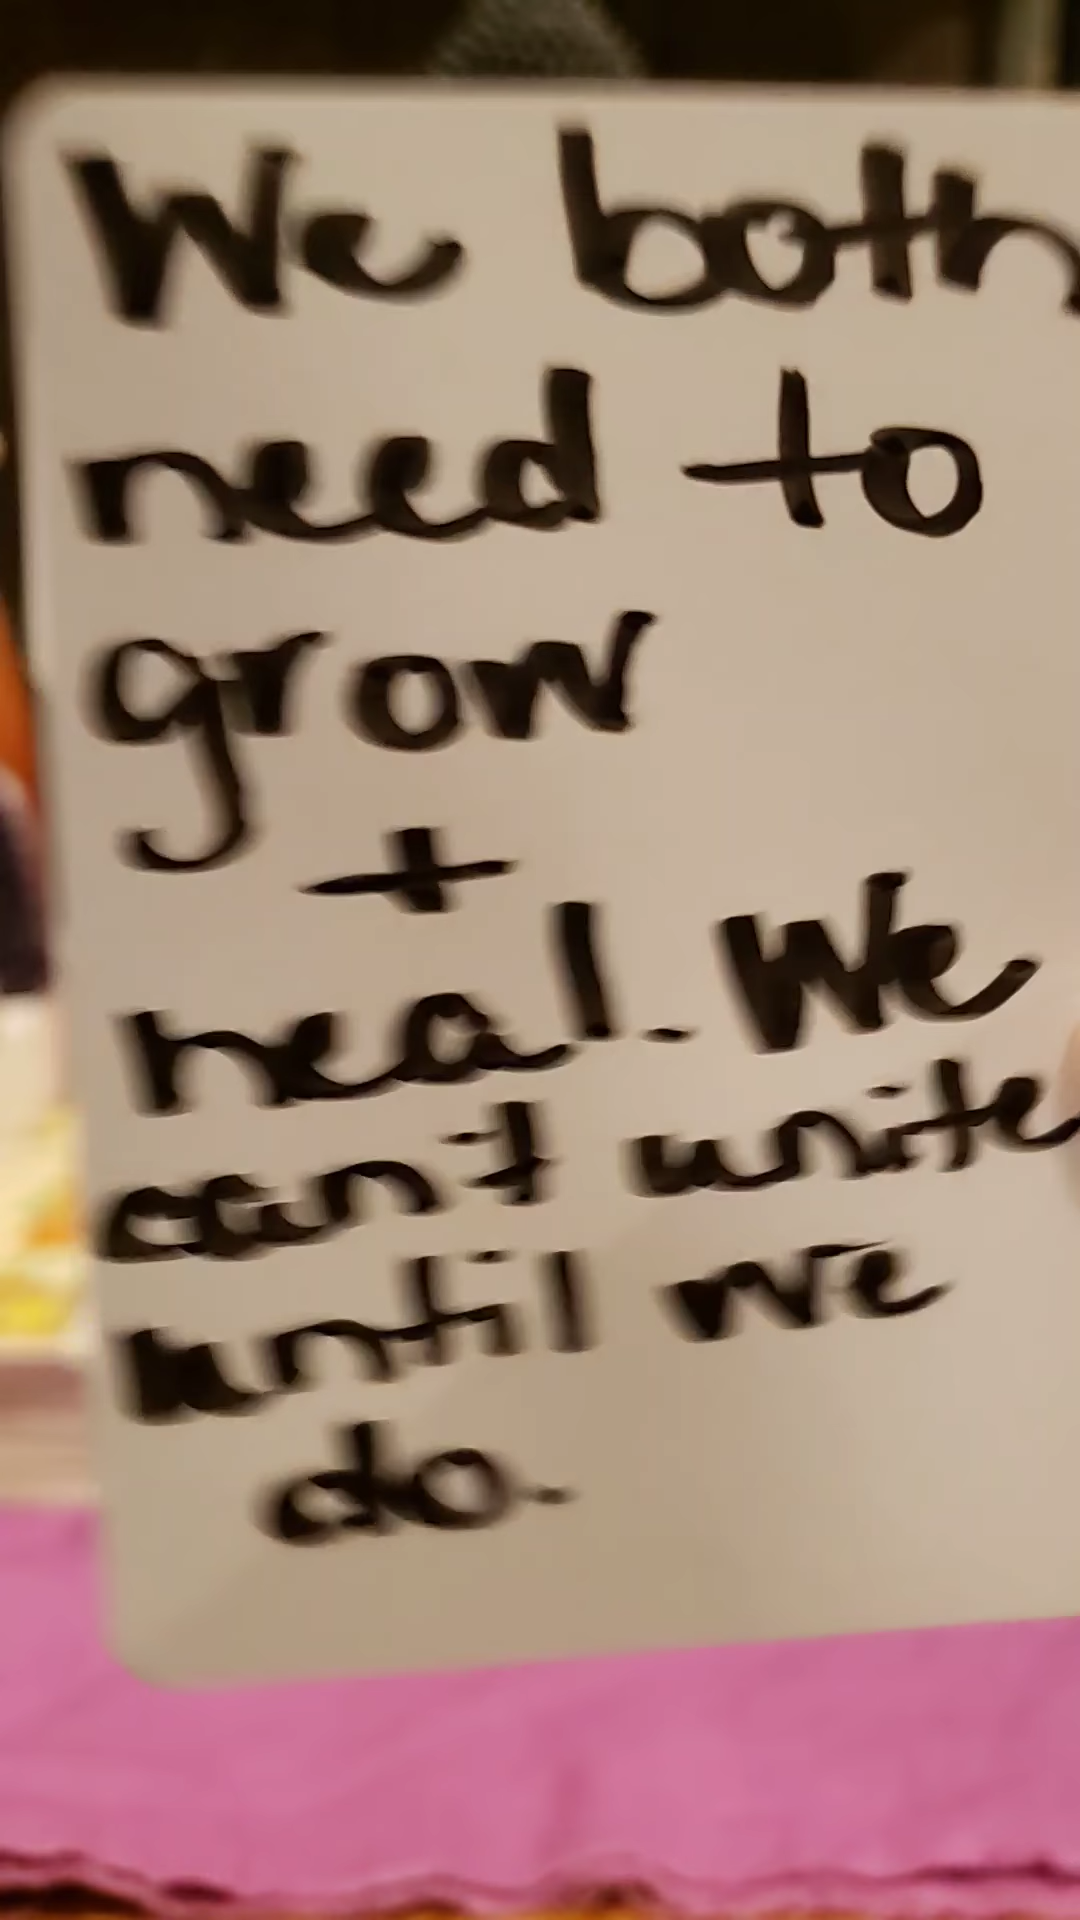 We both
need to
grow
+
heal. We
can't unite
until we
do.